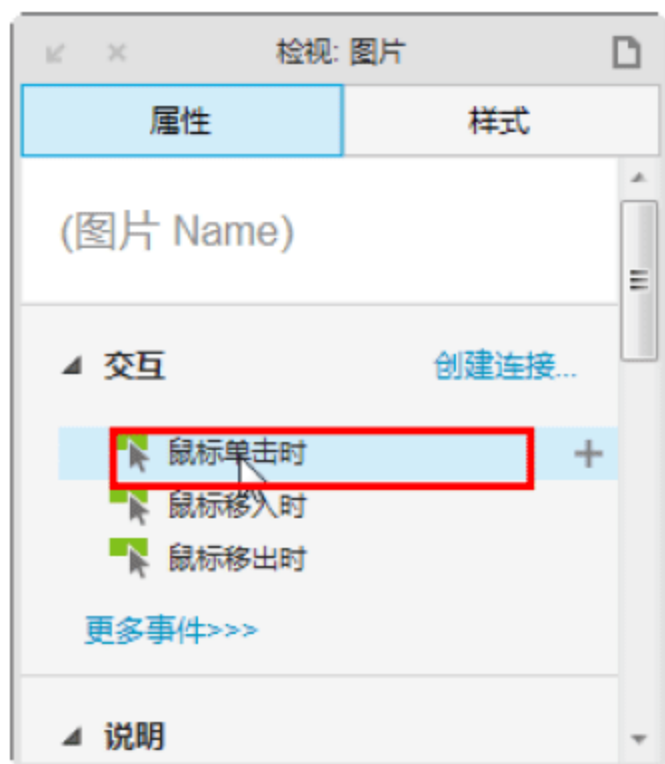 检视: 图片
属性 样式
(图片 Name)
交互 创建连接...
鼠标单击时
鼠标移入时
鼠标移出时
更多事件>>>
说明